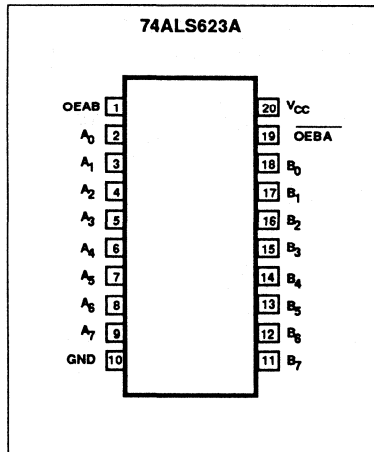 74ALS623A
OEAB 1 20 VCC
A0 2 19 OEBA
A1 3 18 B0
A2 4 17 B1
A3 5 16 B2
A4 6 15 B3
A5 7 14 B4
A6 8 13 B5
A7 9 12 B6
GND 10 11 B7